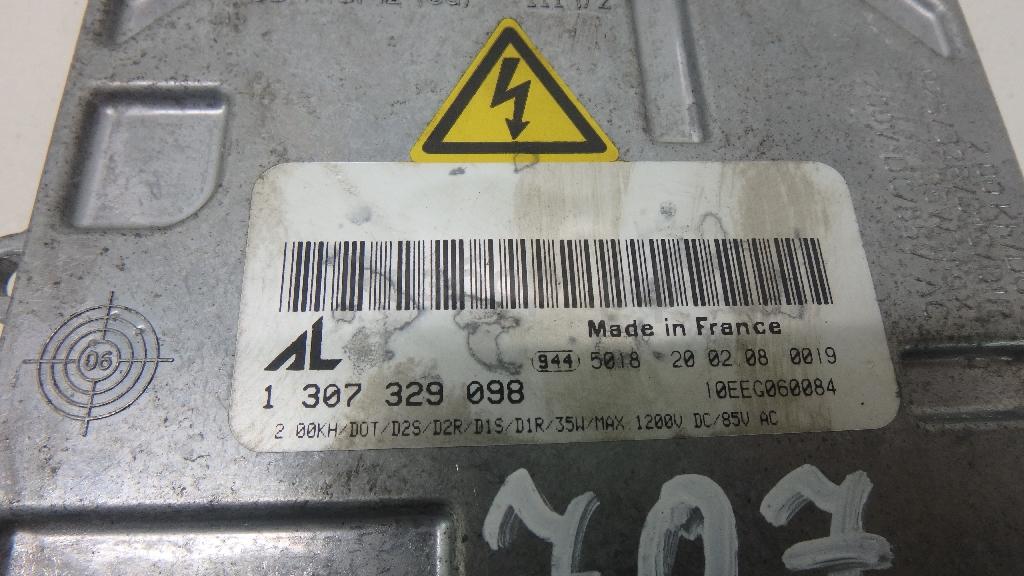 Made in France
AL
944 5018 20 02 08 0019
1 307 329 098
10EEG060084
2 00KH/DOT/D2S/D2R/D1S/D1R/35W/MAX 1200V DC/85V AC
06
707